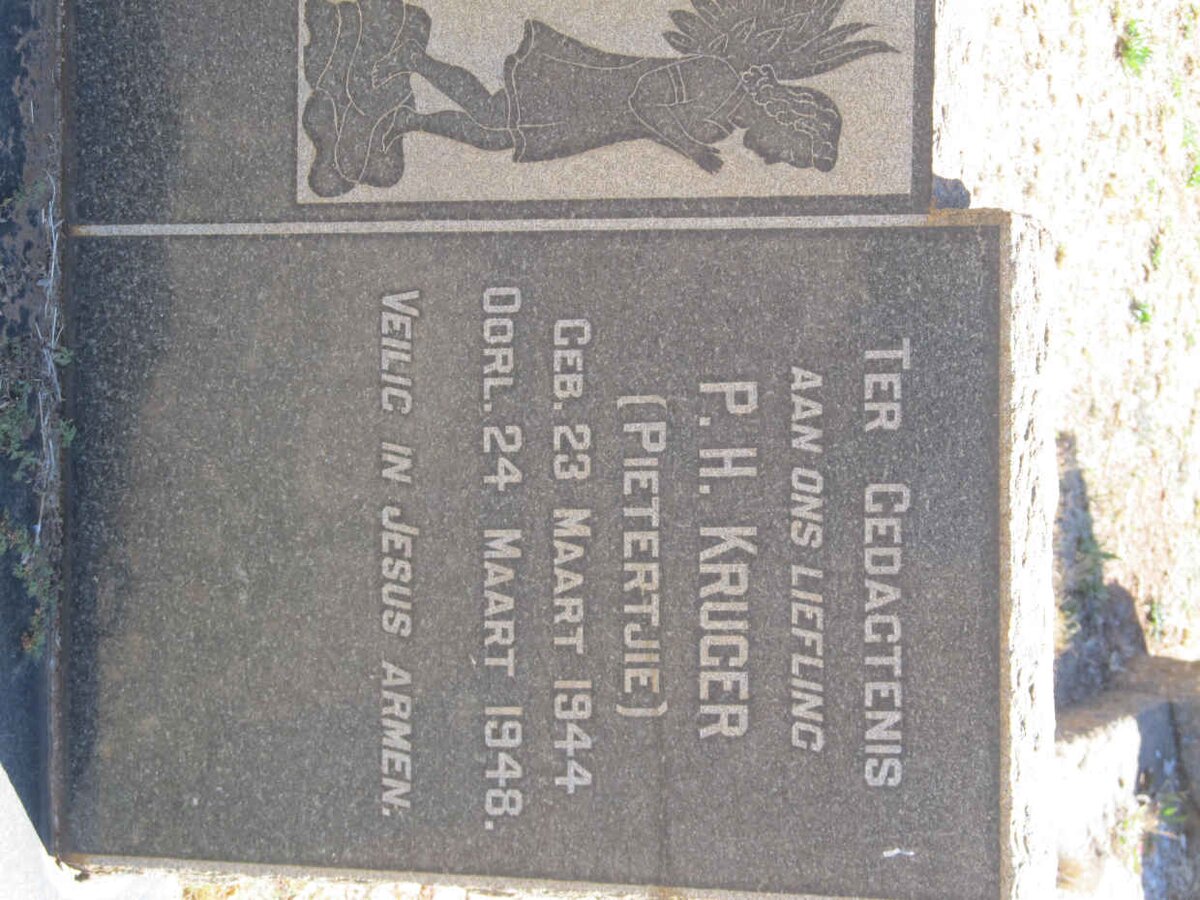 TER GEDAGTENIS
AAN ONS LIEFLING
P. H. KRUGER
(PIETERTJIE)
GEB. 23 MAART 1944
OORL. 24 MAART 1948.
VEILIG IN JESUS ARMEN.